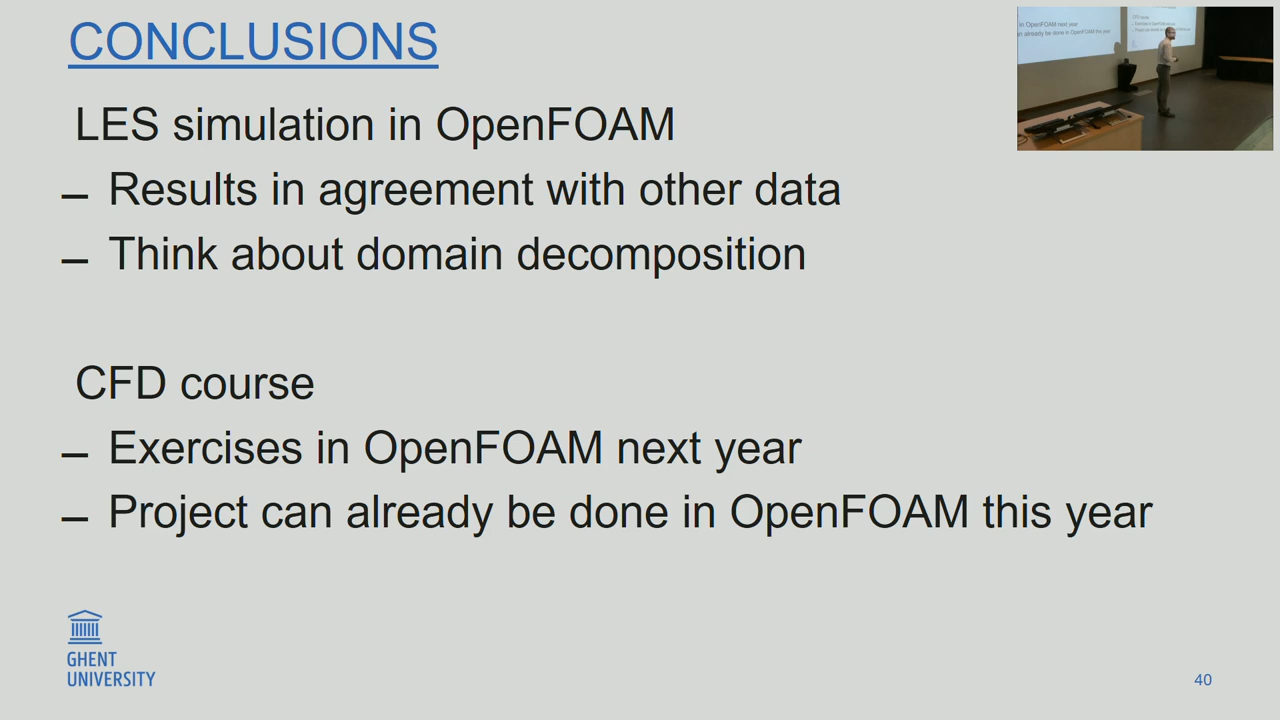 CONCLUSIONS
LES simulation in OpenFOAM
– Results in agreement with other data
– Think about domain decomposition
CFD course
– Exercises in OpenFOAM next year
– Project can already be done in OpenFOAM this year
GHENT
UNIVERSITY
40